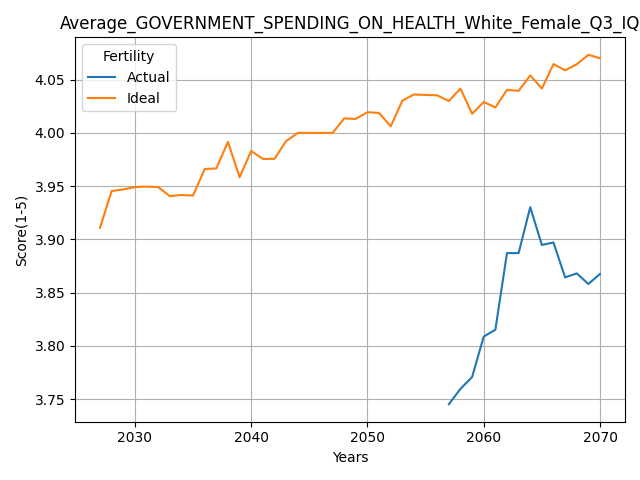 Average_GOVERNMENT_SPENDING_ON_HEALTH_White_Female_Q3_IQ
Fertility
Actual
Ideal
Score(1-5)
4.05
4.00
3.95
3.90
3.85
3.80
3.75
2030 2040 2050 2060 2070
Years